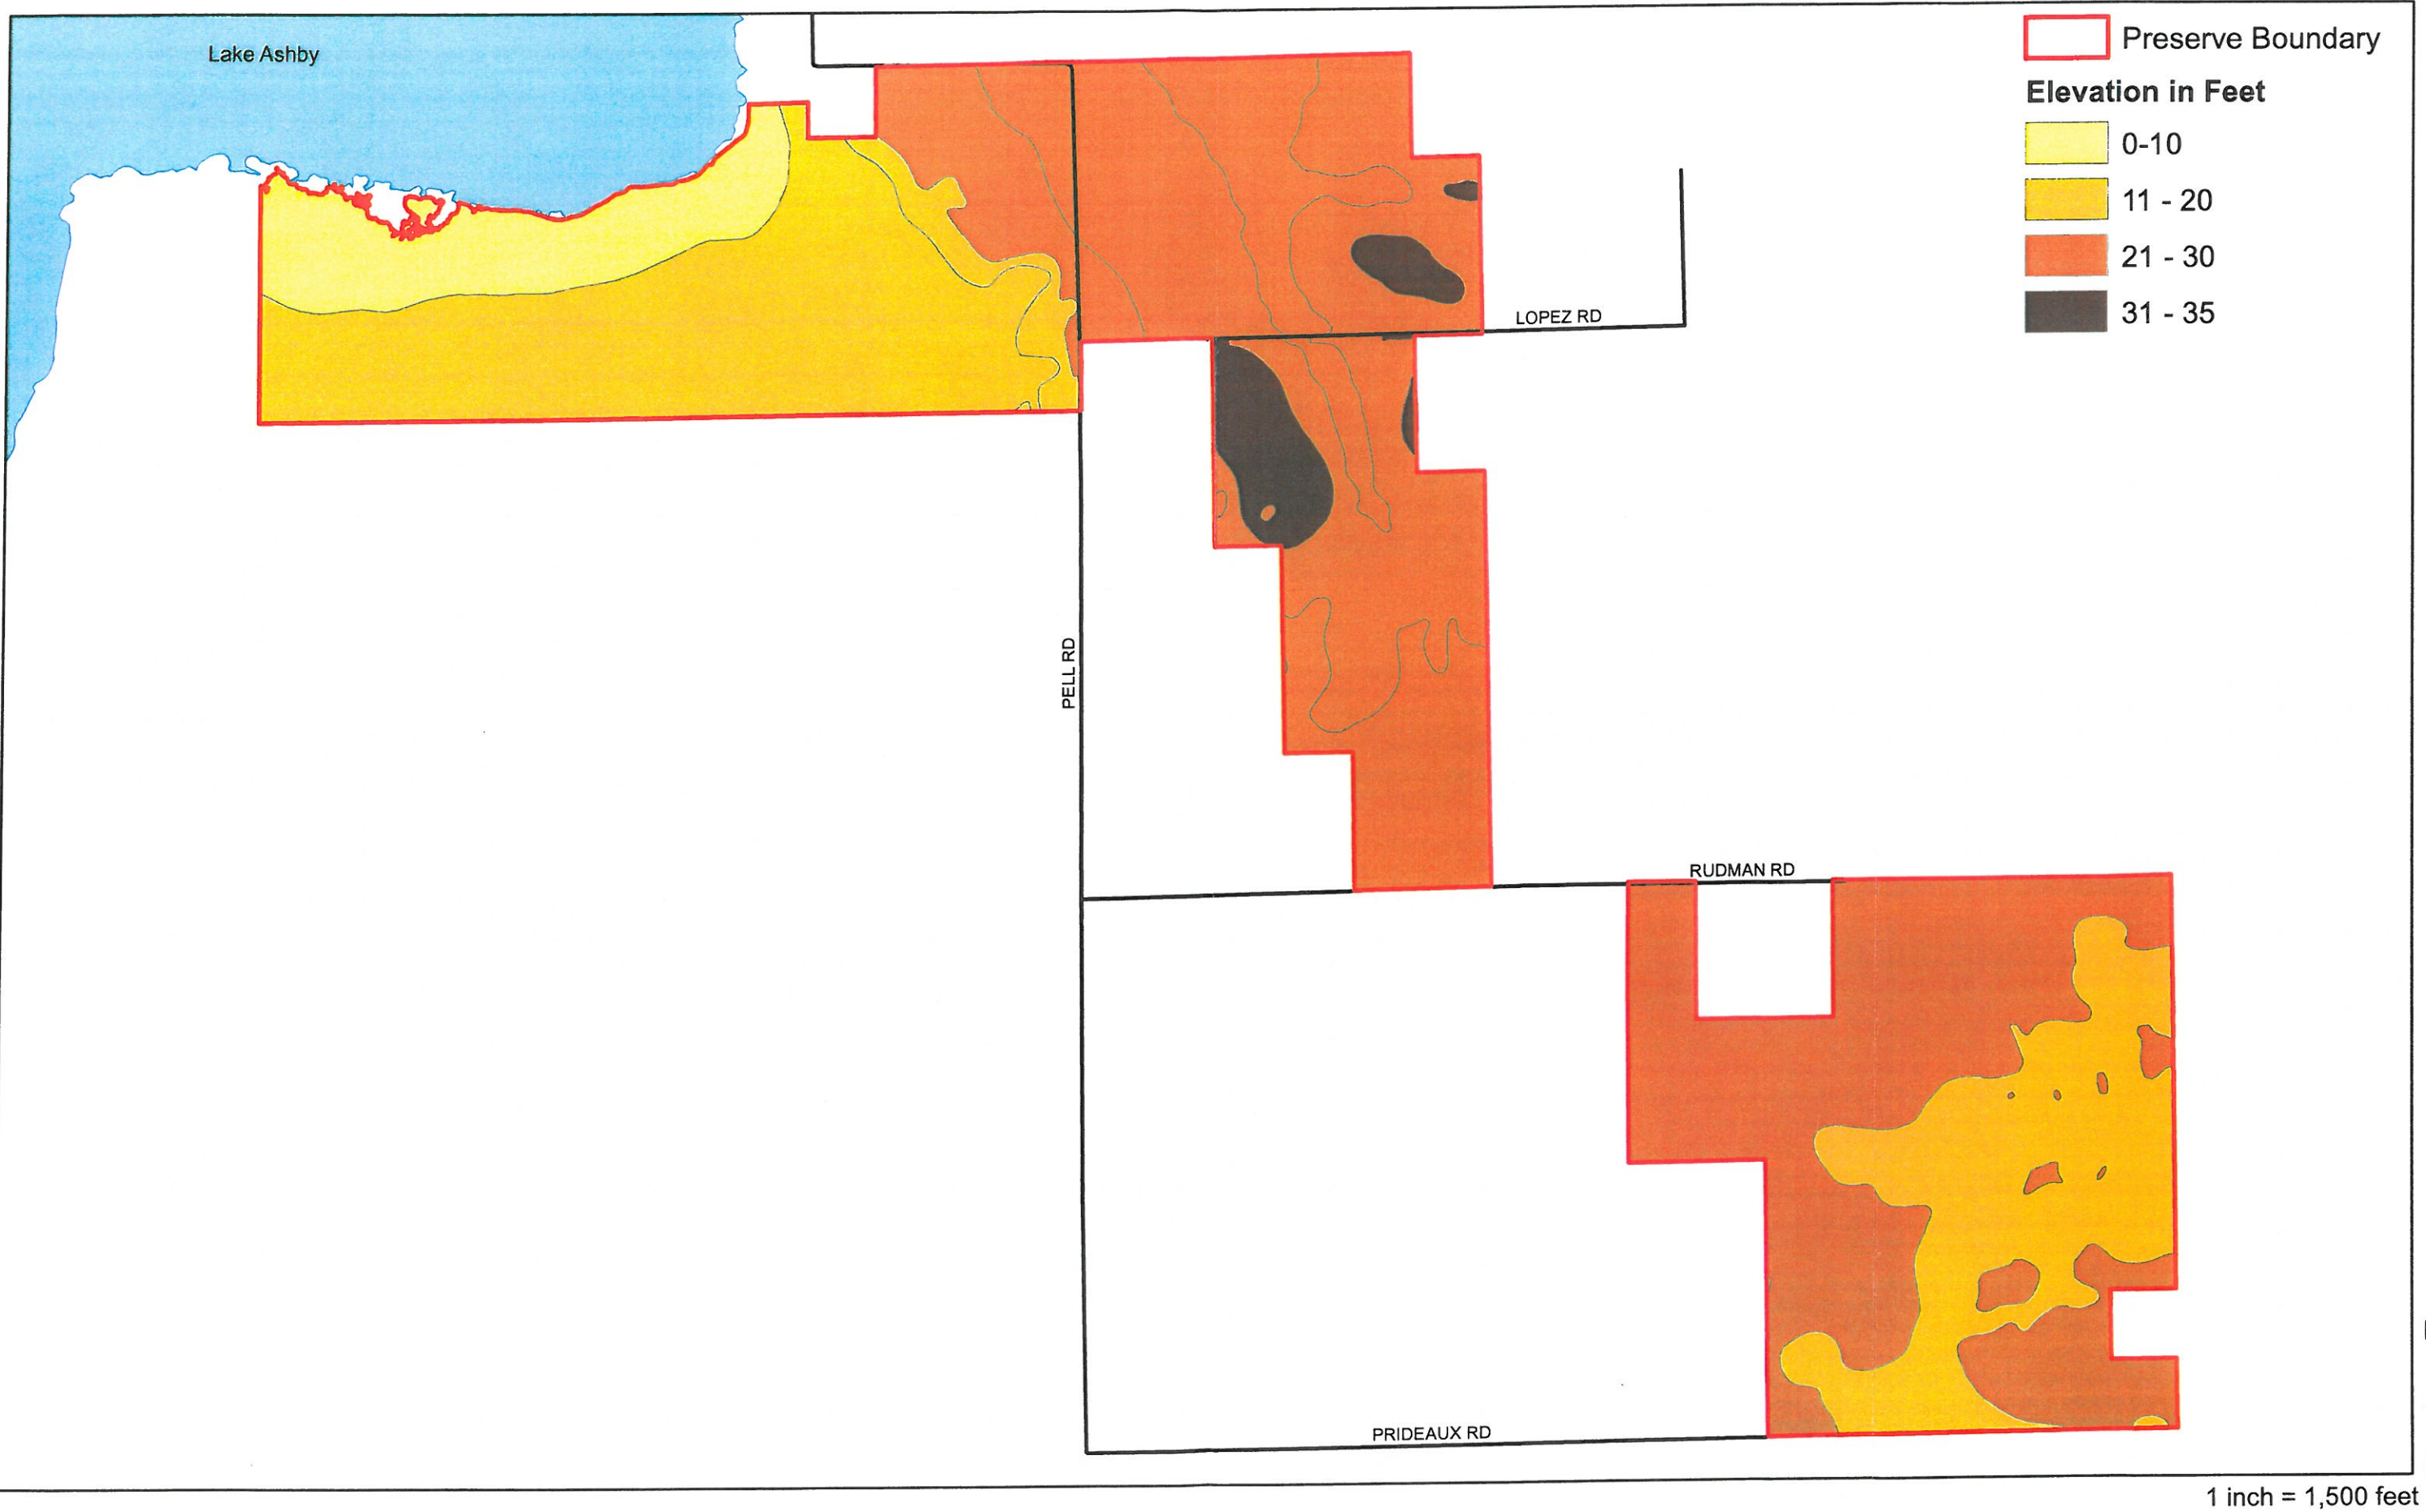 Lake Ashby
Preserve Boundary
Elevation in Feet
0-10
11 - 20
21 - 30
31 - 35
LOPEZ RD
PELL RD
RUDMAN RD
PRIDEAUX RD
1 inch = 1,500 feet